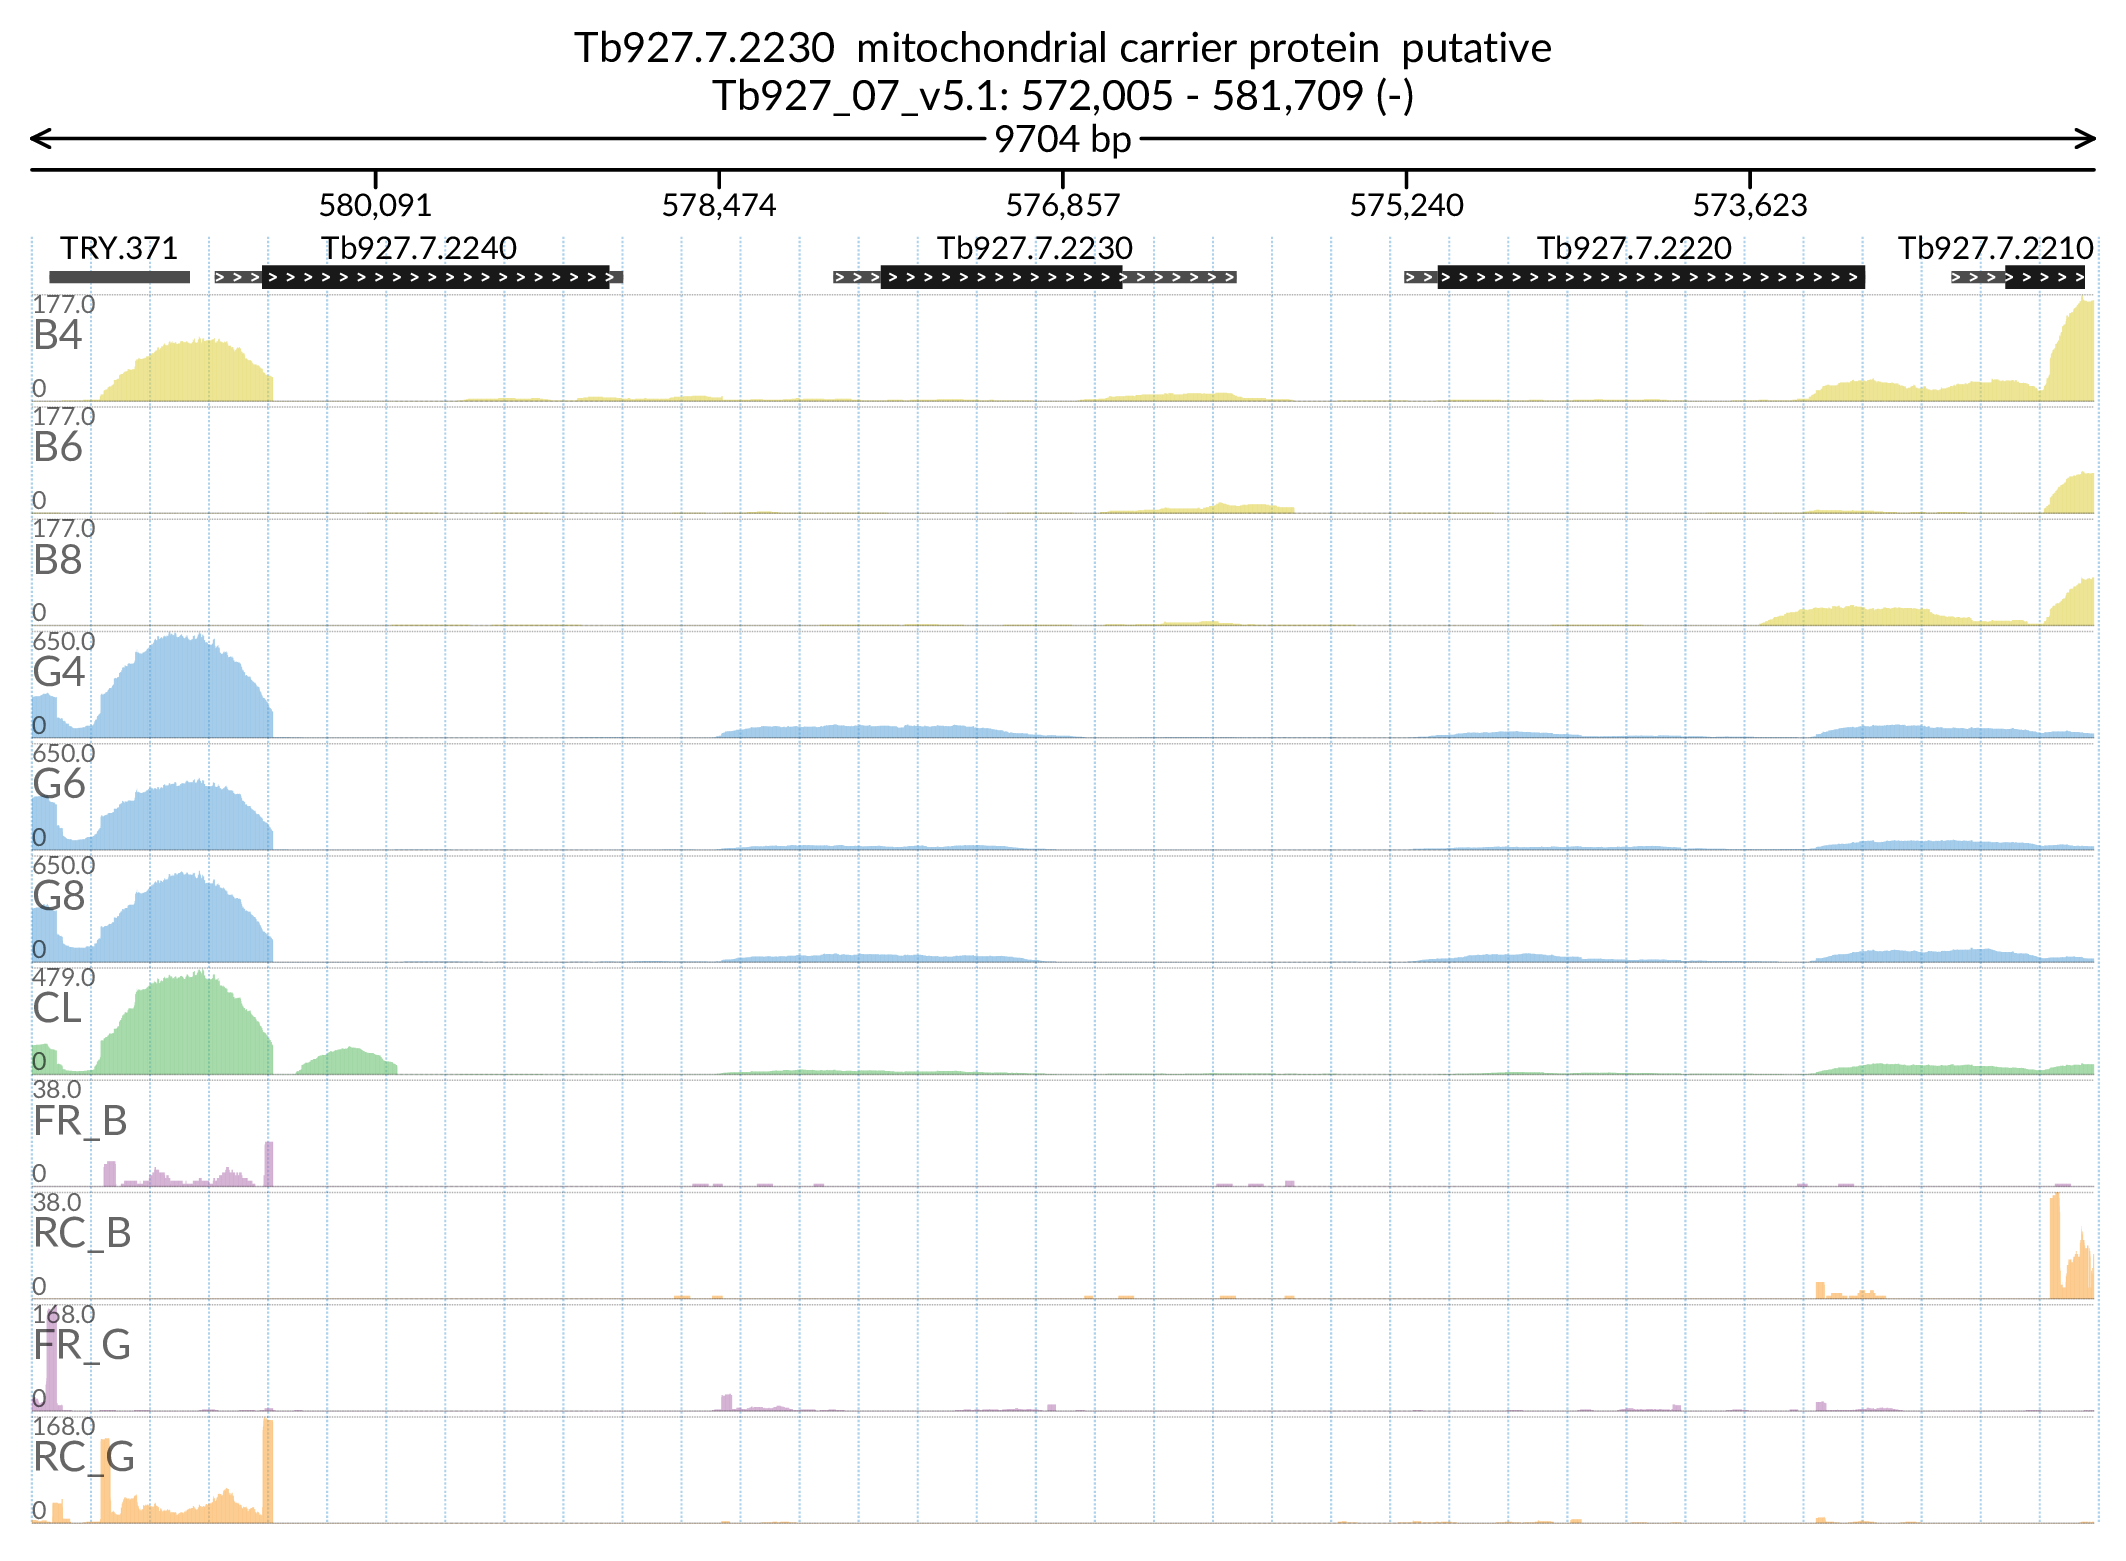 Tb927.7.2230  mitochondrial carrier protein  putative
Tb927_07_v5.1: 572,005 - 581,709 (-)
9704 bp
580,091 578,474 576,857 575,240 573,623
TRY.371 Tb927.7.2240 Tb927.7.2230 Tb927.7.2220 Tb927.7.2210
177.0
B4
0
177.0
B6
0
177.0
B8
0
650.0
G4
0
650.0
G6
0
650.0
G8
0
479.0
CL
0
38.0
FR_B
0
38.0
RC_B
0
168.0
FR_G
0
168.0
RC_G
0